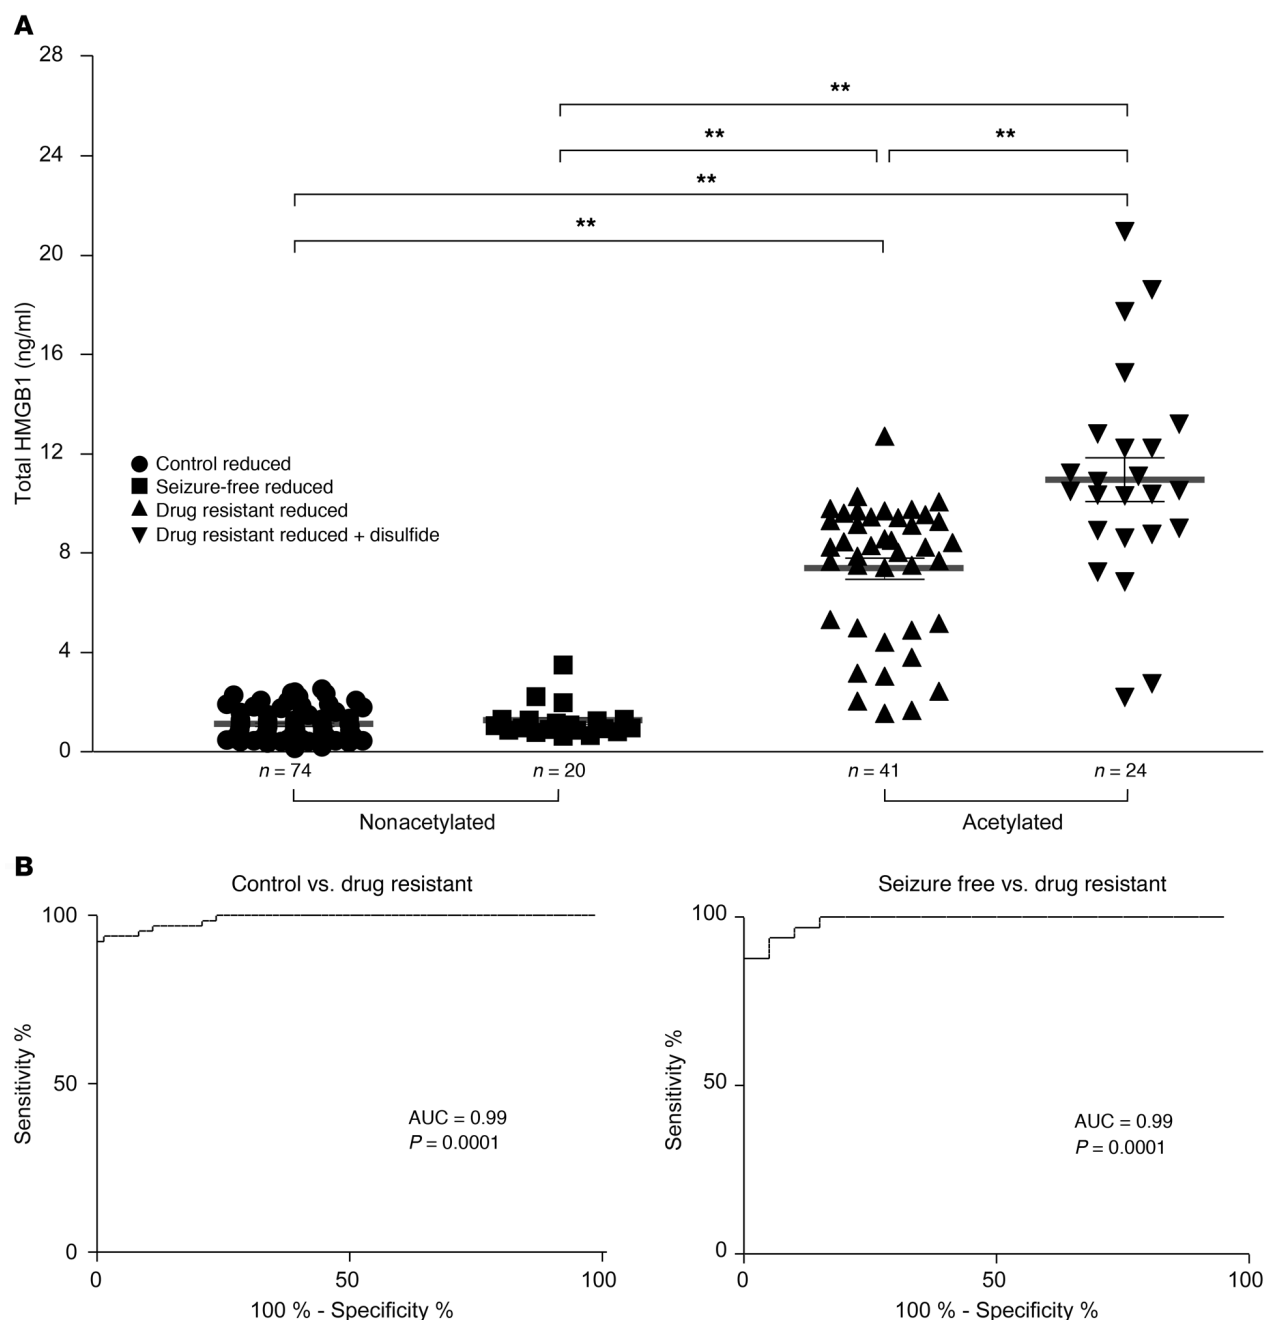 A
28
24
20
16
12
8
4
0
Total HMGB1 (ng/ml)
**
** **
**
**
Control reduced
Seizure-free reduced
Drug resistant reduced
Drug resistant reduced + disulfide
n = 74 n = 20 n = 41 n = 24
Nonacetylated Acetylated
B
Control vs. drug resistant
100
50
0
Sensitivity %
AUC = 0.99
P = 0.0001
0 50 100
100 % - Specificity %
Seizure free vs. drug resistant
100
50
0
Sensitivity %
AUC = 0.99
P = 0.0001
0 50 100
100 % - Specificity %